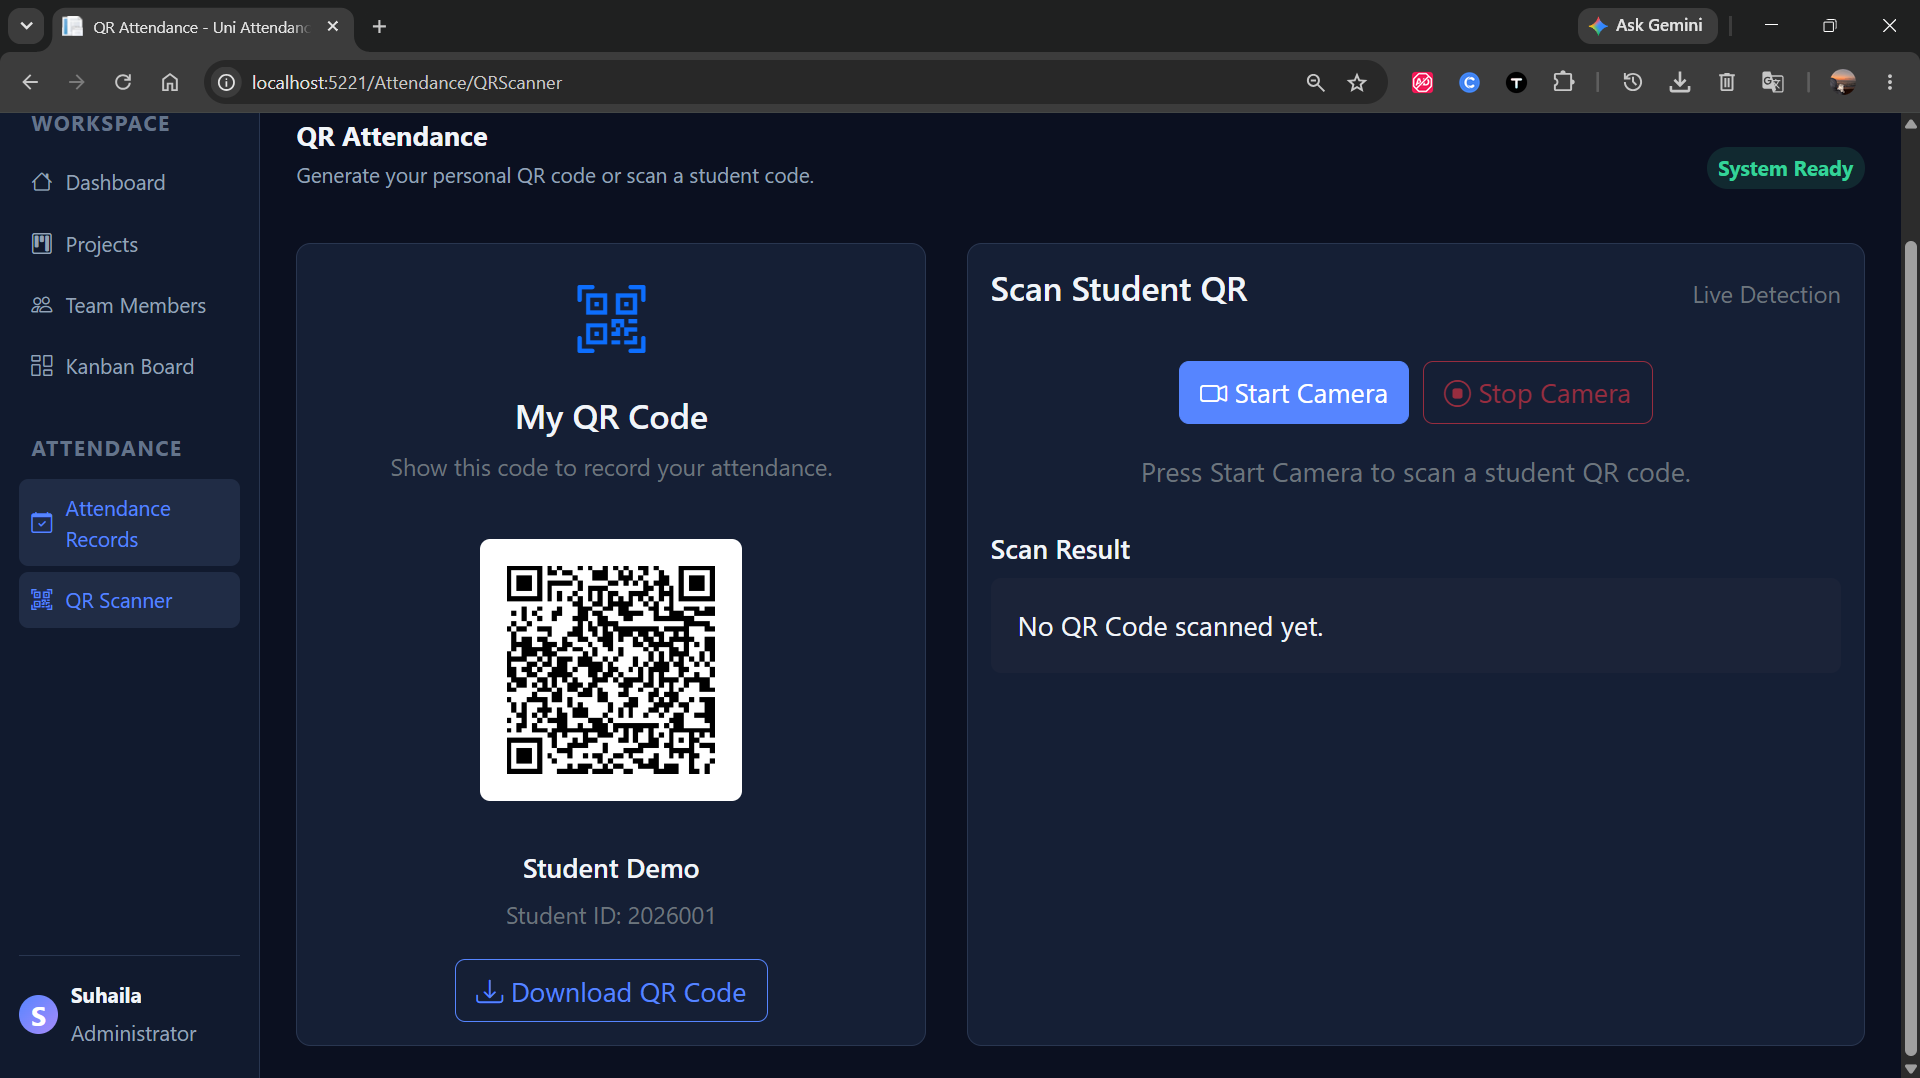 QR Attendance - Uni Attendanc
Ask Gemini
localhost:5221/Attendance/QRScanner
WORKSPACE
Dashboard
Projects
Team Members
Kanban Board
ATTENDANCE
Attendance
Records
QR Scanner
S
Suhaila
Administrator
QR Attendance
Generate your personal QR code or scan a student code.
System Ready
My QR Code
Show this code to record your attendance.
Student Demo
Student ID: 2026001
Download QR Code
Scan Student QR
Live Detection
Start Camera
Stop Camera
Press Start Camera to scan a student QR code.
Scan Result
No QR Code scanned yet.